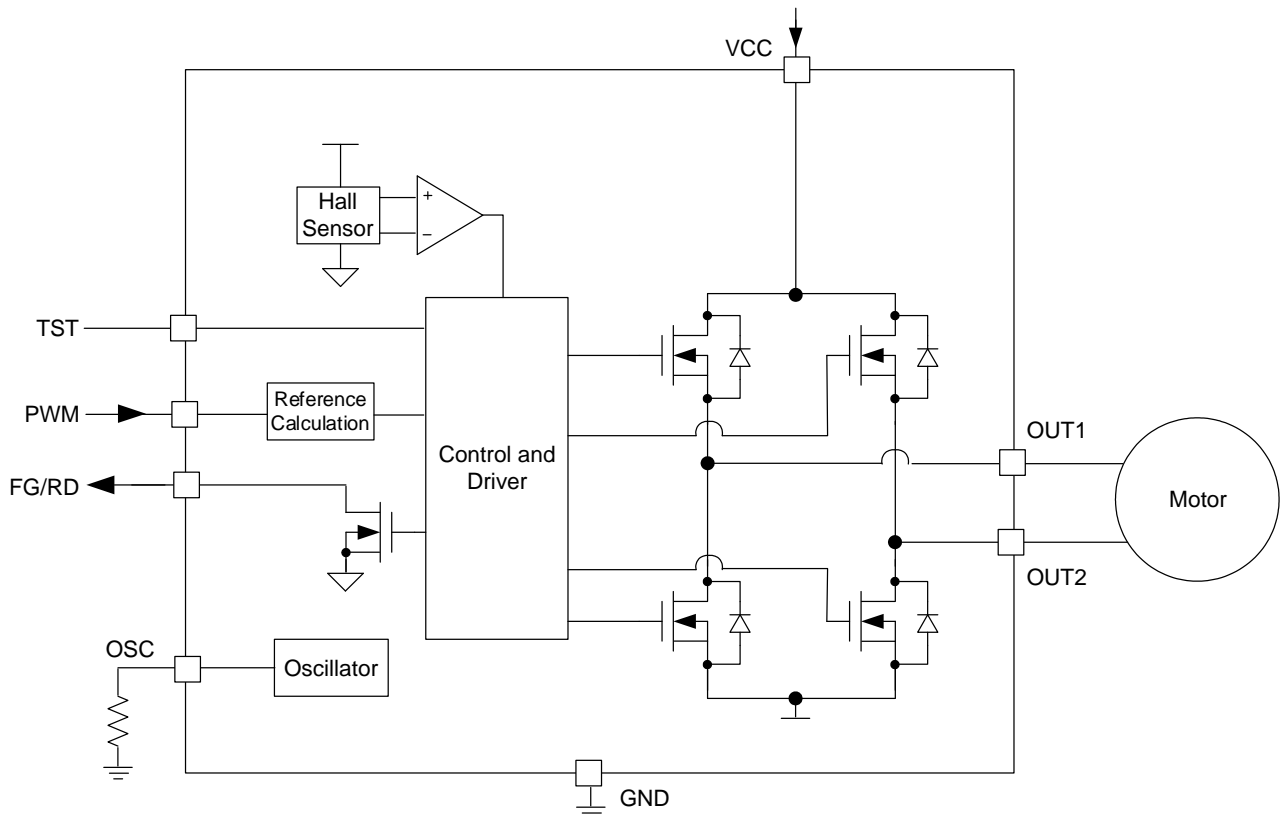 VCC
Hall
Sensor
+
−
TST
PWM
Reference
Calculation
FG/RD
Control and
Driver
OUT1
Motor
OUT2
OSC
Oscillator
GND